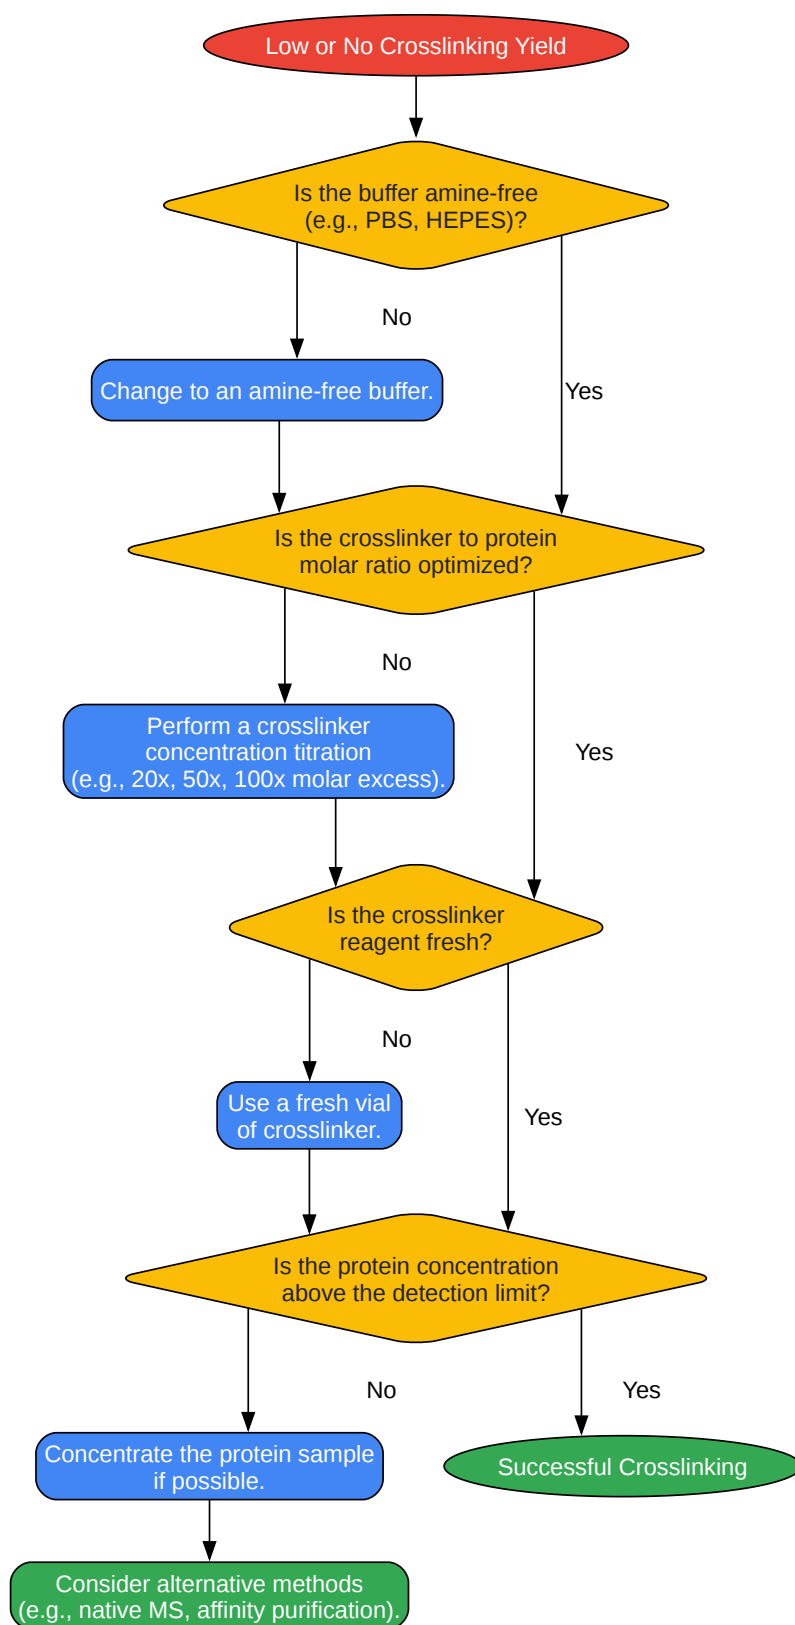 Low or No Crosslinking Yield
Is the buffer amine-free
(e.g., PBS, HEPES)?
No
Change to an amine-free buffer.
Yes
Is the crosslinker to protein
molar ratio optimized?
No
Perform a crosslinker
concentration titration
(e.g., 20x, 50x, 100x molar excess).
Yes
Is the crosslinker
reagent fresh?
No
Use a fresh vial
of crosslinker.
Yes
Is the protein concentration
above the detection limit?
No
Yes
Concentrate the protein sample
if possible.
Successful Crosslinking
Consider alternative methods
(e.g., native MS, affinity purification).